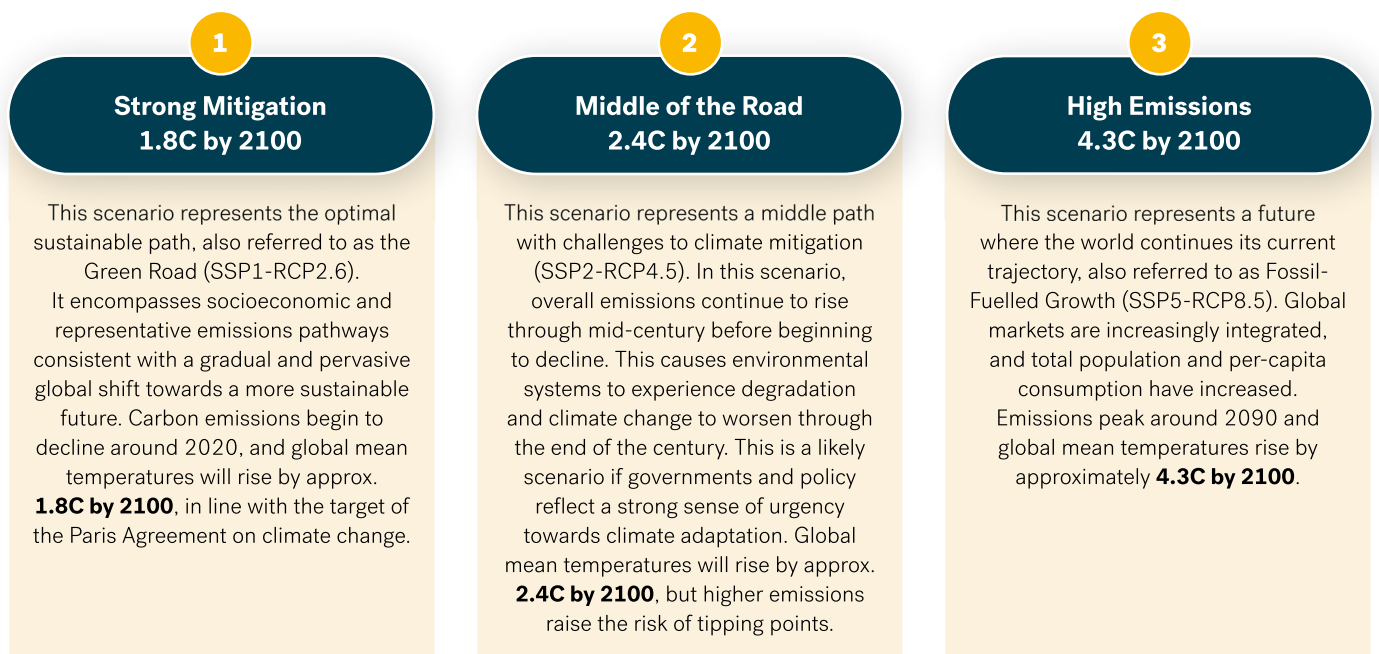 1
Strong Mitigation
1.8C by 2100
This scenario represents the optimal
sustainable path, also referred to as the
Green Road (SSP1-RCP2.6).
It encompasses socioeconomic and
representative emissions pathways
consistent with a gradual and pervasive
global shift towards a more sustainable
future. Carbon emissions begin to
decline around 2020, and global mean
temperatures will rise by approx.
1.8C by 2100, in line with the target of
the Paris Agreement on climate change.
2
Middle of the Road
2.4C by 2100
This scenario represents a middle path
with challenges to climate mitigation
(SSP2-RCP4.5). In this scenario,
overall emissions continue to rise
through mid-century before beginning
to decline. This causes environmental
systems to experience degradation
and climate change to worsen through
the end of the century. This is a likely
scenario if governments and policy
reflect a strong sense of urgency
towards climate adaptation. Global
mean temperatures will rise by approx.
2.4C by 2100, but higher emissions
raise the risk of tipping points.
3
High Emissions
4.3C by 2100
This scenario represents a future
where the world continues its current
trajectory, also referred to as Fossil-
Fuelled Growth (SSP5-RCP8.5). Global
markets are increasingly integrated,
and total population and per-capita
consumption have increased.
Emissions peak around 2090 and
global mean temperatures rise by
approximately 4.3C by 2100.